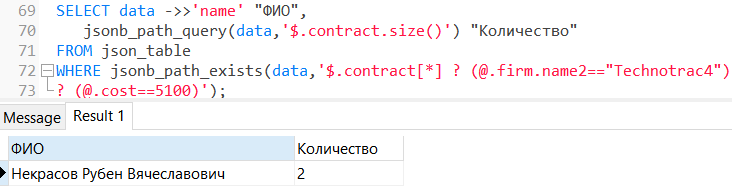 69 SELECT data ->>'name' "ФИО",
70 jsonb_path_query(data,'$.contract.size()') "Количество"
71 FROM json_table
72 WHERE jsonb_path_exists(data,'$.contract[*] ? (@.firm.name2=="Technotrac4")
73 ? (@.cost==5100)');
Message Result 1
ФИО Количество
Некрасов Рубен Вячеславович 2